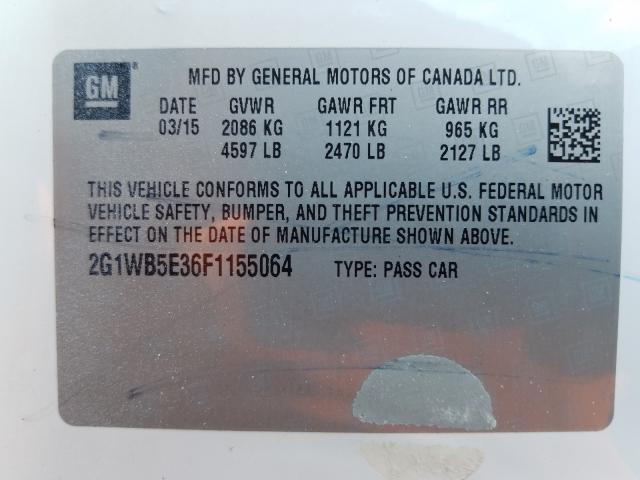 GM ®
MFD BY GENERAL MOTORS OF CANADA LTD.
DATE GVWR GAWR FRT GAWR RR
03/15 2086 KG 1121 KG 965 KG
4597 LB 2470 LB 2127 LB
THIS VEHICLE CONFORMS TO ALL APPLICABLE U.S. FEDERAL MOTOR
VEHICLE SAFETY, BUMPER, AND THEFT PREVENTION STANDARDS IN
EFFECT ON THE DATE OF MANUFACTURE SHOWN ABOVE.
2G1WB5E36F1155064 TYPE: PASS CAR